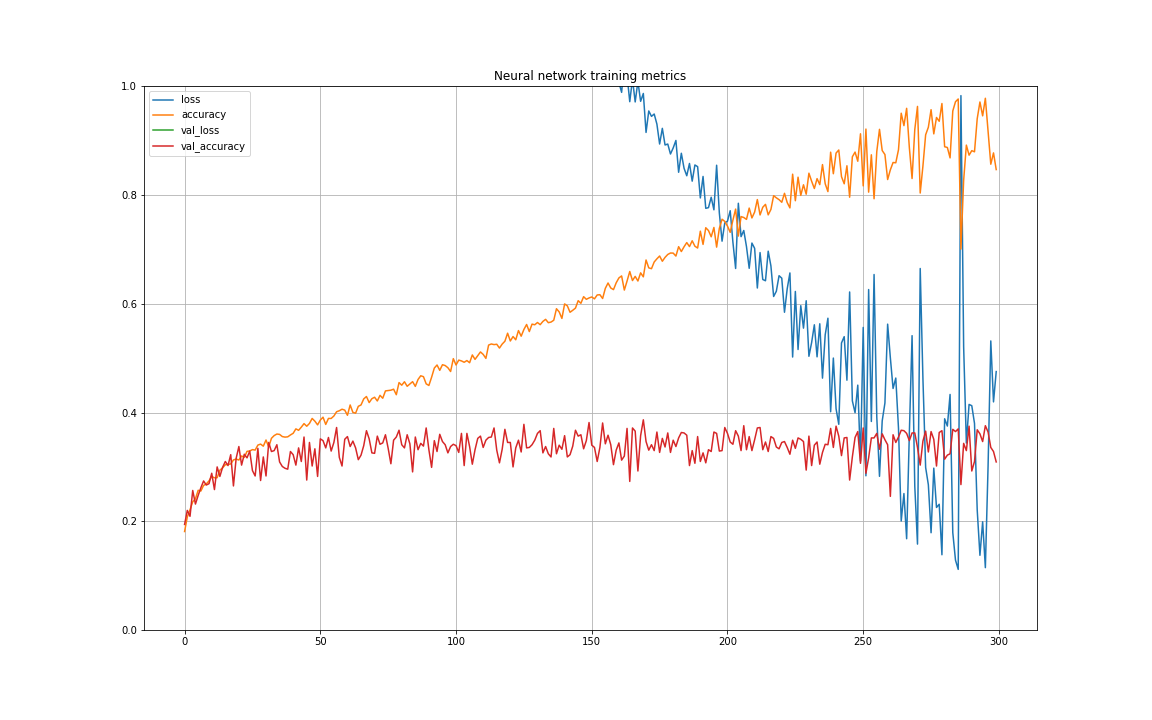 Neural network training metrics
1.0
loss
accuracy
val_loss
val_accuracy
0.8
0.6
0.4
0.2
0.0
0 50 100 150 200 250 300